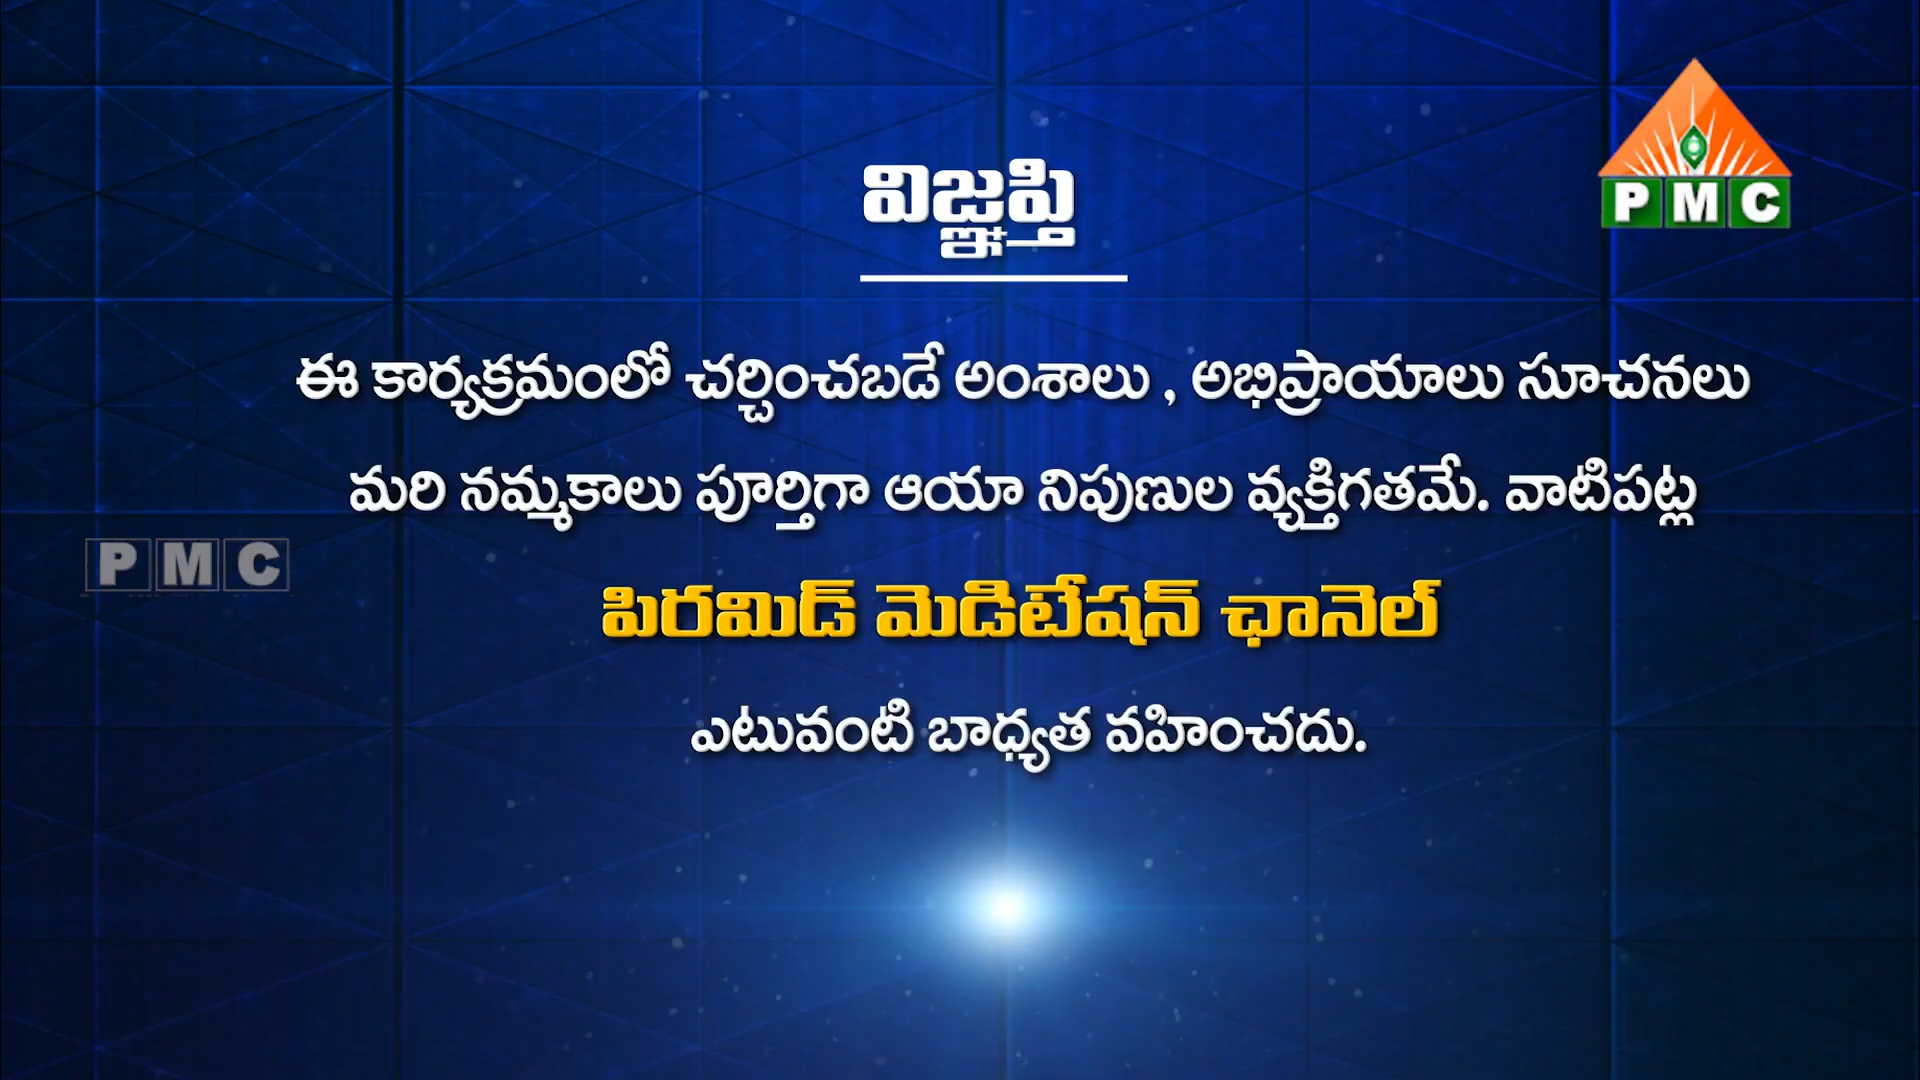 PMC
విజ్ఞప్తి
ఈ కార్యక్రమంలో చర్చించబడే అంశాలు , అభిప్రాయాలు సూచనలు
మరి నమ్మకాలు పూర్తిగా ఆయా నిపుణుల వ్యక్తిగతమే. వాటిపట్ల
PMC
పిరమిడ్ మెడిటేషన్ ఛానెల్
ఎటువంటి బాధ్యత వహించదు.